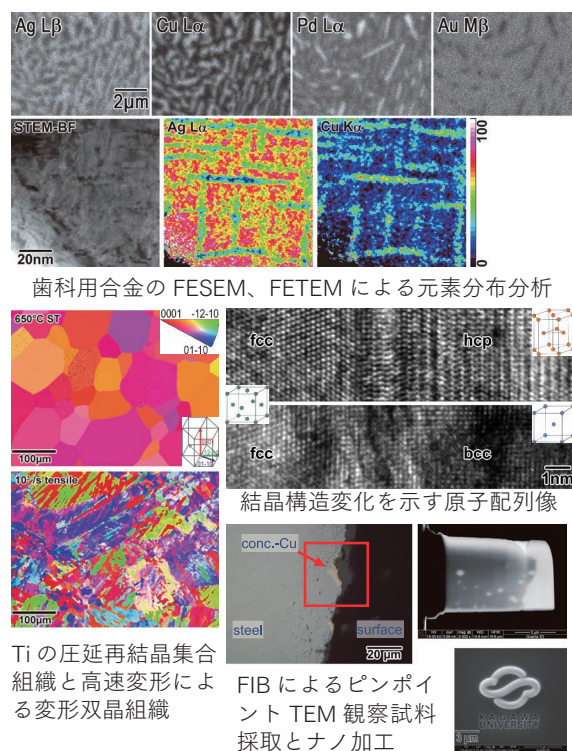 Ag Lβ
Cu Lα
Pd Lα
Au Mβ
2μm
STEM-BF
Ag Lα
Cu Kα
100
0
20nm
歯科用合金の FESEM、FETEM による元素分布分析
650°C ST
0001 -12-10
01-10
100μm
fcc
hcp
fcc
bcc
1nm
結晶構造変化を示す原子配列像
/s tensile
100μm
Ti の圧延再結晶集合
組織と高速変形によ
る変形双晶組織
conc.-Cu
steel
surface
20 μm
FIB によるピンポイ
ント TEM 観察試料
採取とナノ加工
KAGAWA
UNIVERSITY
3 μm